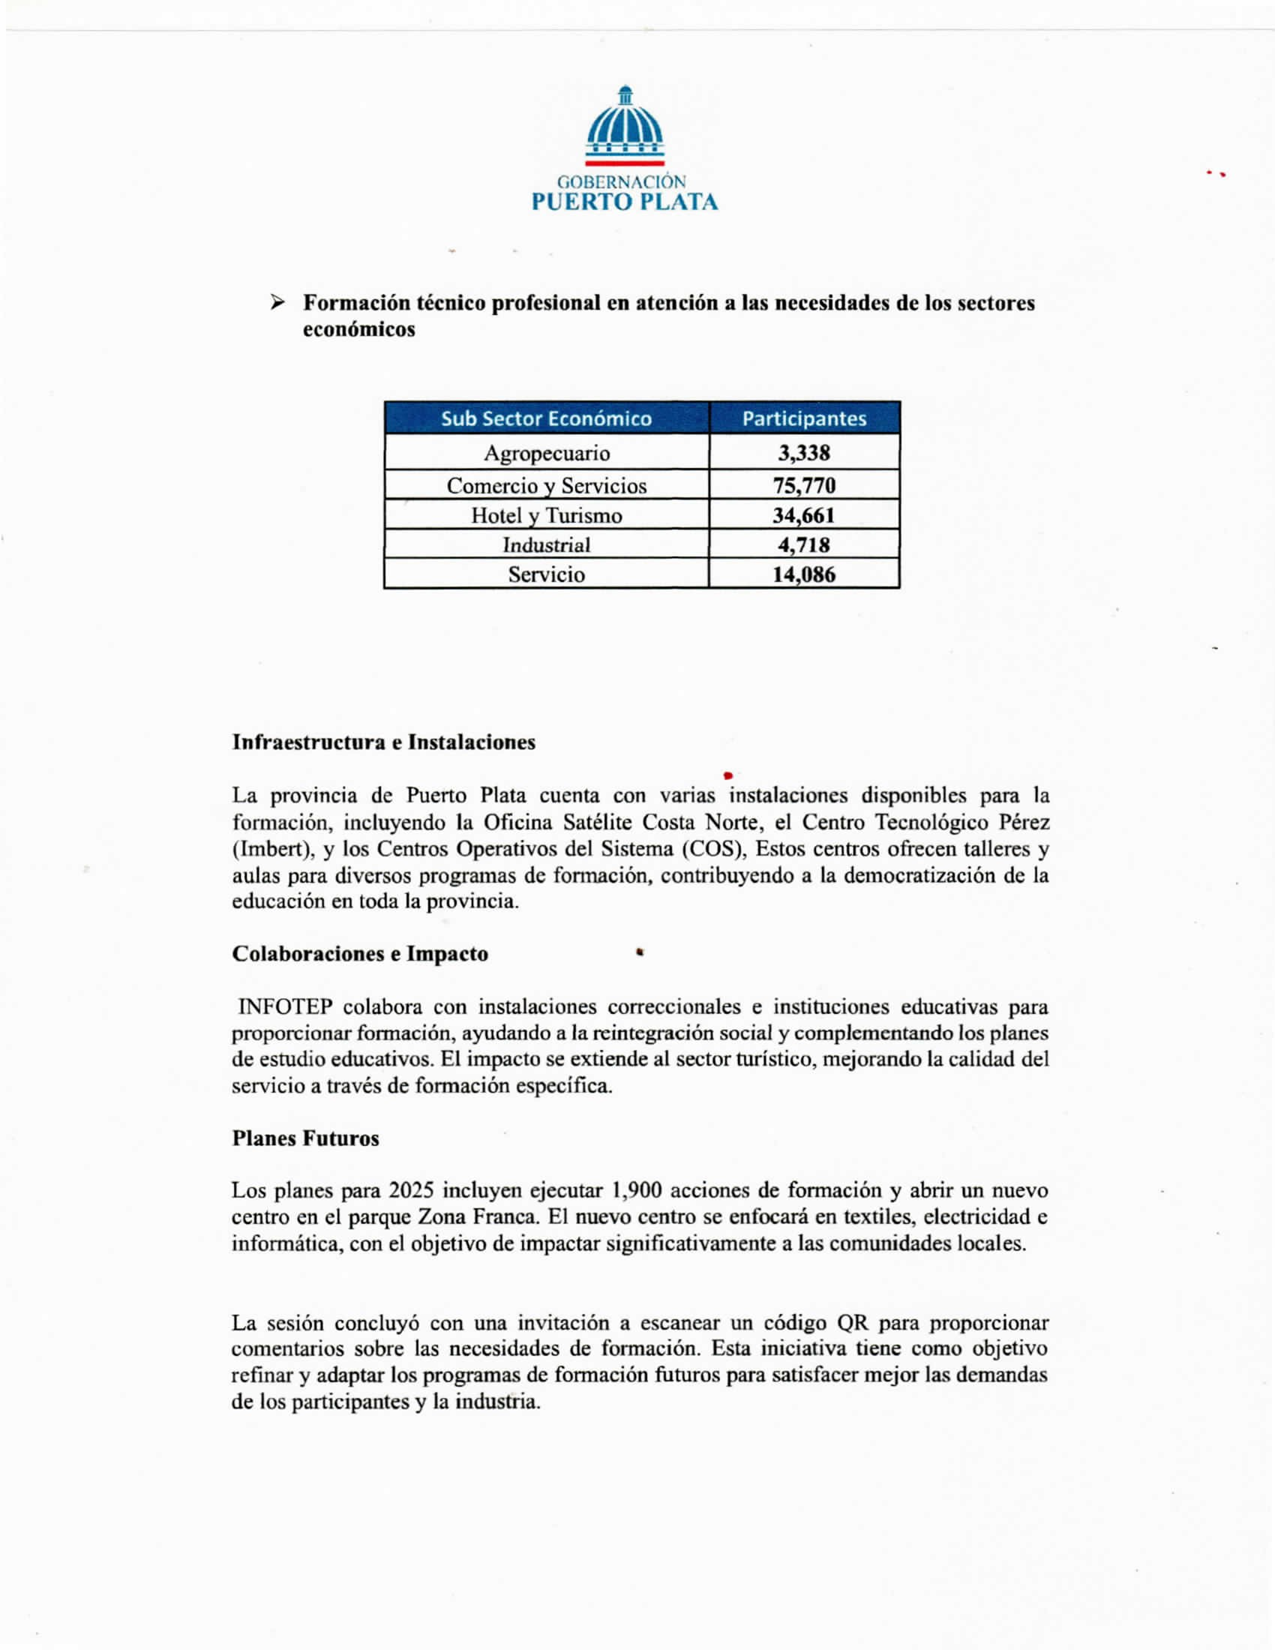 GOBERNACIÓN
PUERTO PLATA
➢ Formación técnico profesional en atención a las necesidades de los sectores
económicos
Sub Sector Económico Participantes
Agropecuario 3,338
Comercio y Servicios 75,770
Hotel y Turismo 34,661
Industrial 4,718
Servicio 14,086
Infraestructura e Instalaciones
La provincia de Puerto Plata cuenta con varias instalaciones disponibles para la
formación, incluyendo la Oficina Satélite Costa Norte, el Centro Tecnológico Pérez
(Imbert), y los Centros Operativos del Sistema (COS), Estos centros ofrecen talleres y
aulas para diversos programas de formación, contribuyendo a la democratización de la
educación en toda la provincia.
Colaboraciones e Impacto
INFOTEP colabora con instalaciones correccionales e instituciones educativas para
proporcionar formación, ayudando a la reintegración social y complementando los planes
de estudio educativos. El impacto se extiende al sector turístico, mejorando la calidad del
servicio a través de formación específica.
Planes Futuros
Los planes para 2025 incluyen ejecutar 1,900 acciones de formación y abrir un nuevo
centro en el parque Zona Franca. El nuevo centro se enfocará en textiles, electricidad e
informática, con el objetivo de impactar significativamente a las comunidades locales.
La sesión concluyó con una invitación a escanear un código QR para proporcionar
comentarios sobre las necesidades de formación. Esta iniciativa tiene como objetivo
refinar y adaptar los programas de formación futuros para satisfacer mejor las demandas
de los participantes y la industria.